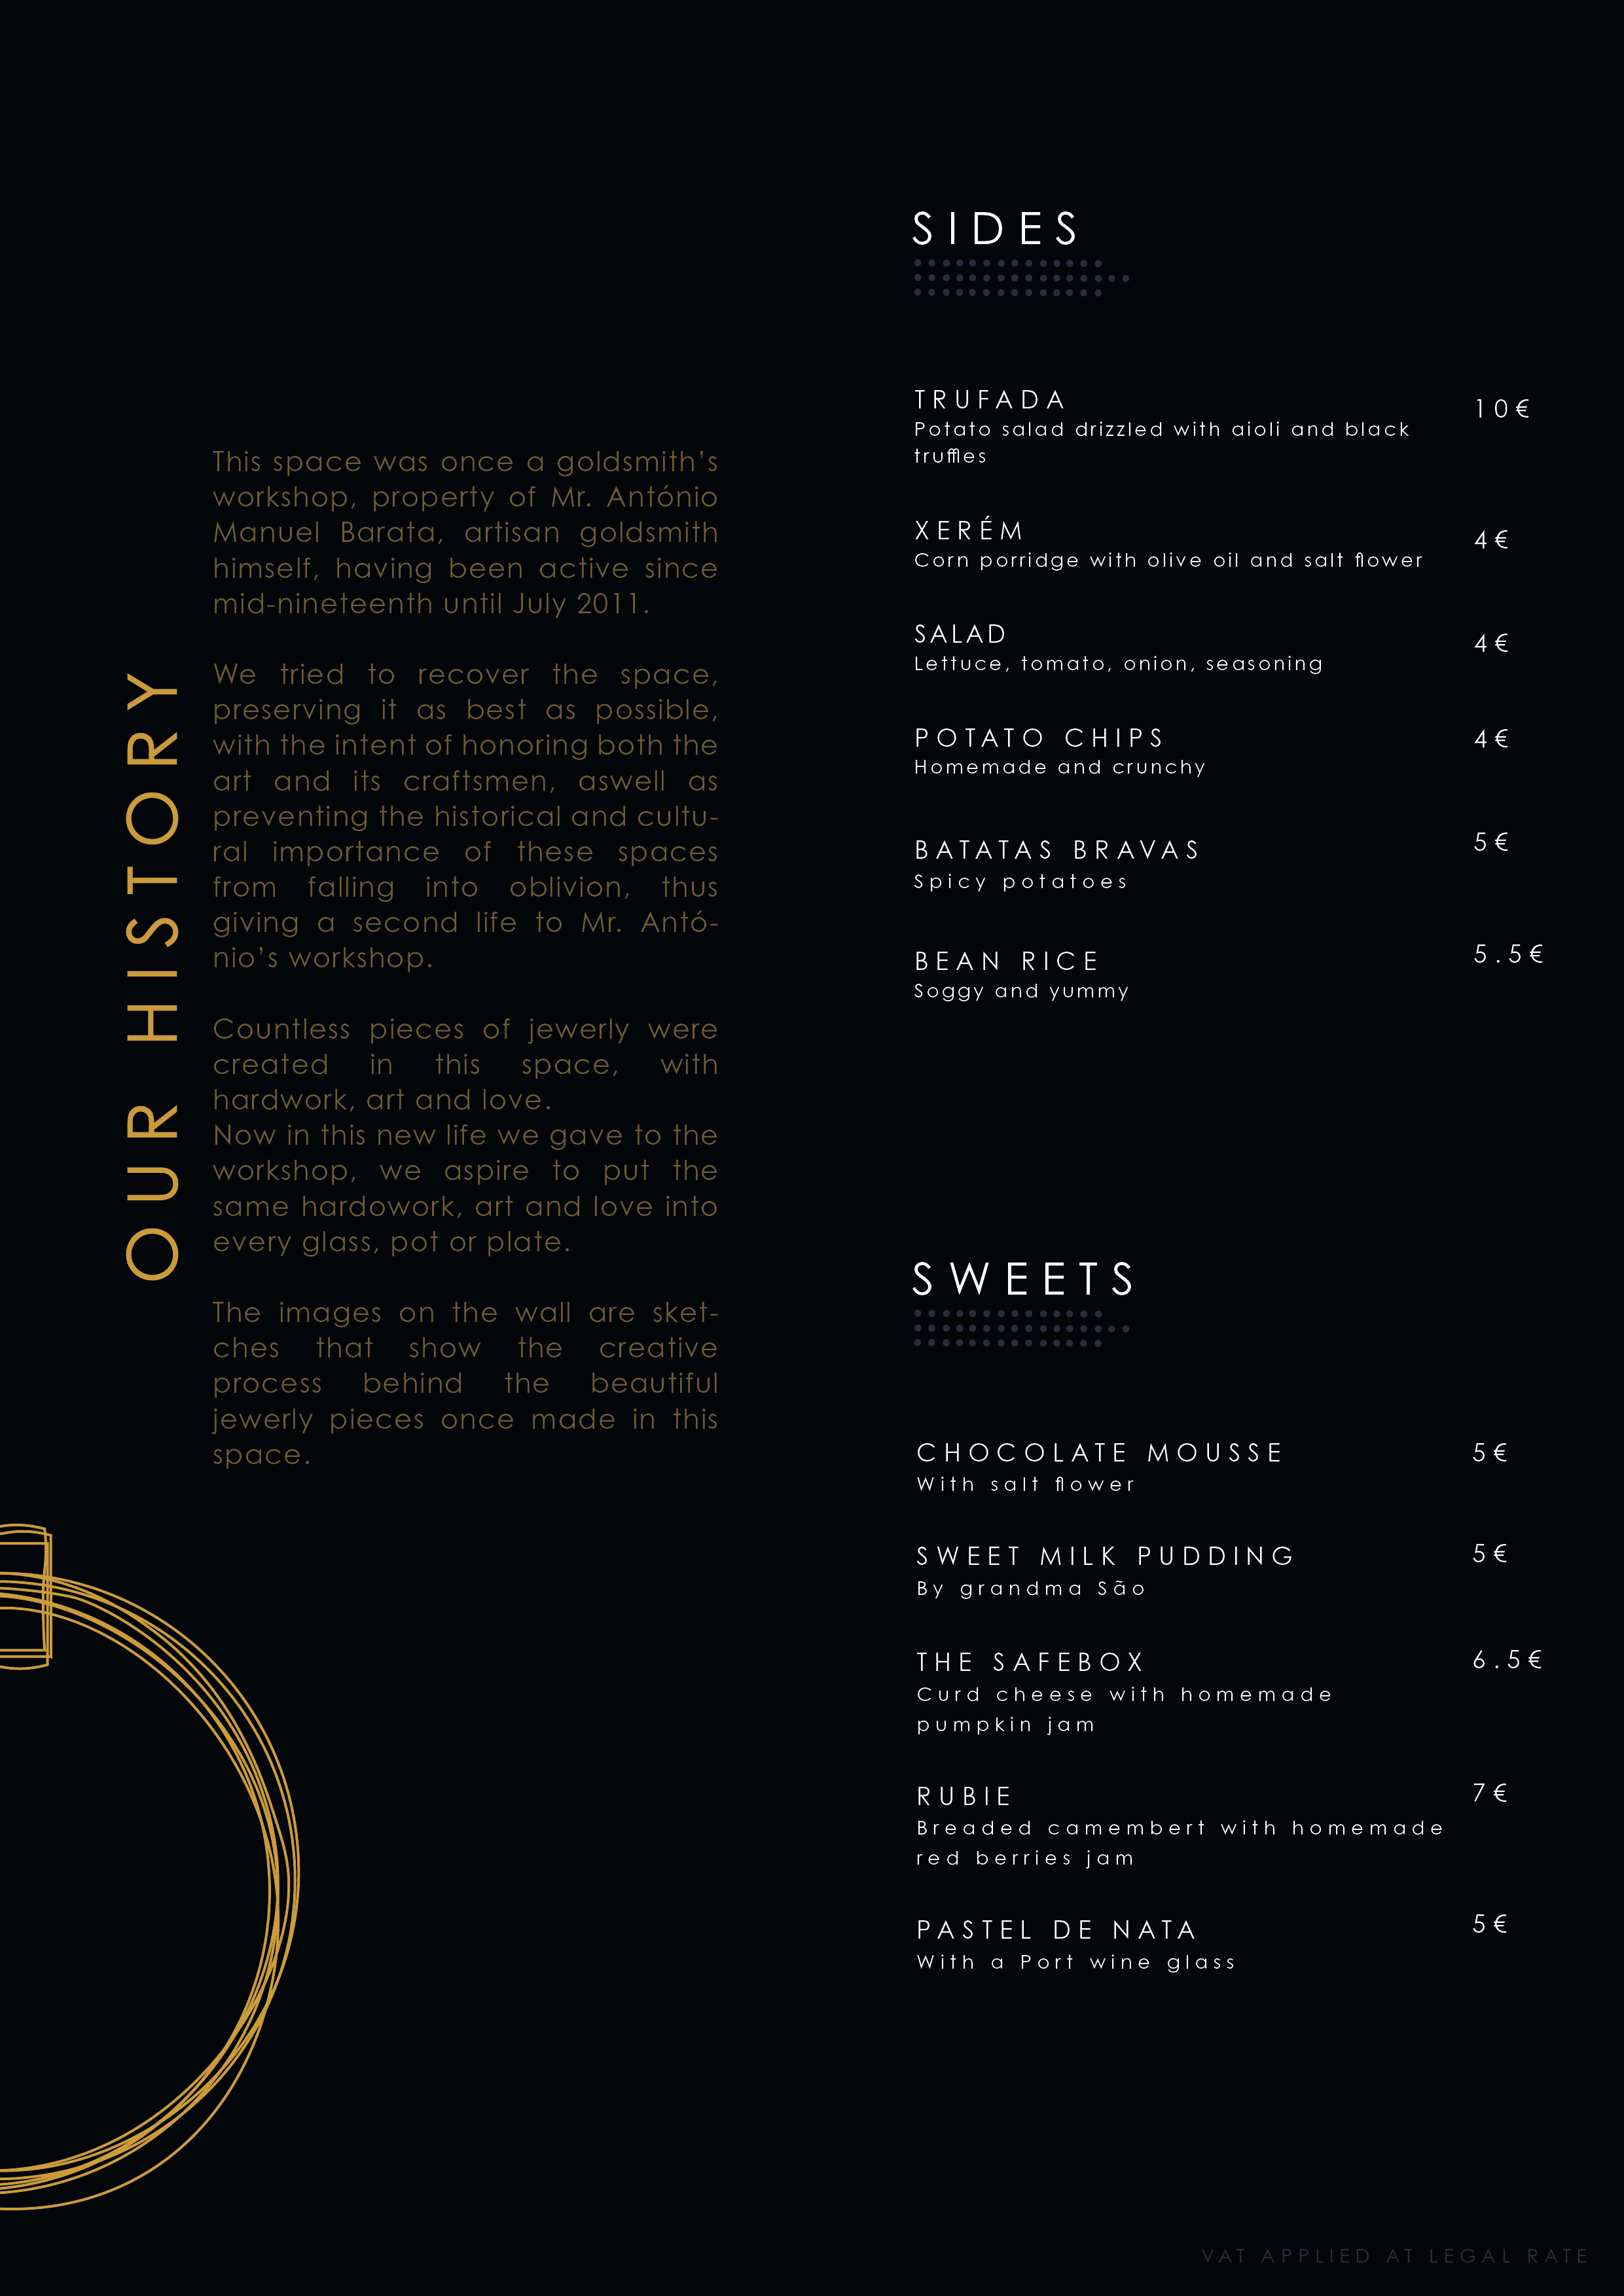 OUR HISTORY
This space was once a goldsmith's
workshop, property of Mr. António
Manuel Barata, artisan goldsmith
himself, having been active since
mid-nineteenth until July 2011.
We tried to recover the space,
preserving it as best as possible,
with the intent of honoring both the
art and its craftsmen, aswell as
preventing the historical and cultu-
ral importance of these spaces
from falling into oblivion, thus
giving a second life to Mr. Antó-
nio's workshop.
Countless pieces of jewerly were
created in this space, with
hardwork, art and love.
Now in this new life we gave to the
workshop, we aspire to put the
same hardowork, art and love into
every glass, pot or plate.
The images on the wall are sket-
ches that show the creative
process behind the beautiful
jewerly pieces once made in this
space.
SIDES
TRUFADA 10€
Potato salad drizzled with aioli and black
truffles
XERÉM 4€
Corn porridge with olive oil and salt flower
SALAD 4€
Lettuce, tomato, onion, seasoning
POTATO CHIPS 4€
Homemade and crunchy
BATATAS BRAVAS 5€
Spicy potatoes
BEAN RICE 5.5€
Soggy and yummy
SWEETS
CHOCOLATE MOUSSE 5€
With salt flower
SWEET MILK PUDDING 5€
By grandma São
THE SAFEBOX 6.5€
Curd cheese with homemade
pumpkin jam
RUBIE 7€
Breaded camembert with homemade
red berries jam
PASTEL DE NATA 5€
With a Port wine glass
VAT APPLIED AT LEGAL RATE